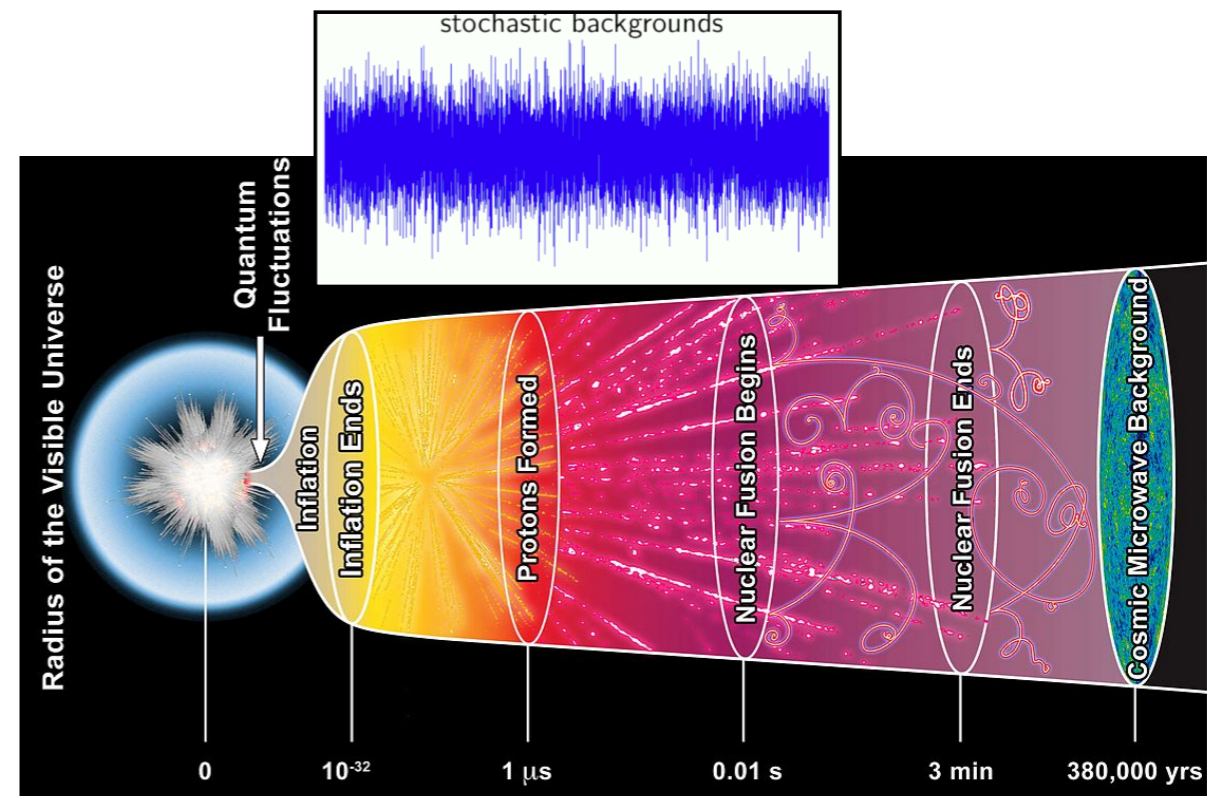 stochastic backgrounds
Radius of the Visible Universe
Quantum
Fluctuations
Inflation
Inflation Ends
Protons Formed
Nuclear Fusion Begins
Nuclear Fusion Ends
Cosmic Microwave Background
0
10⁻³²
1 μs
0.01 s
3 min
380,000 yrs